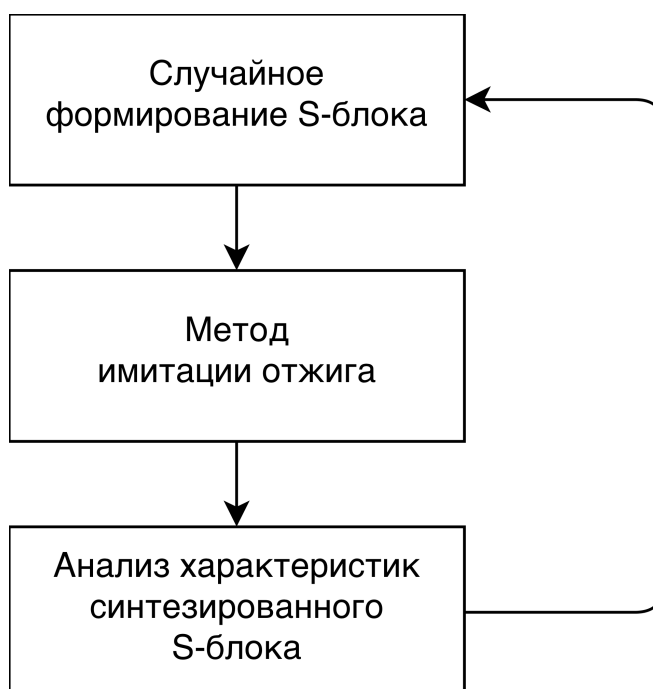 Случайное
формирование S-блока
Метод
имитации отжига
Анализ характеристик
синтезированного
S-блока